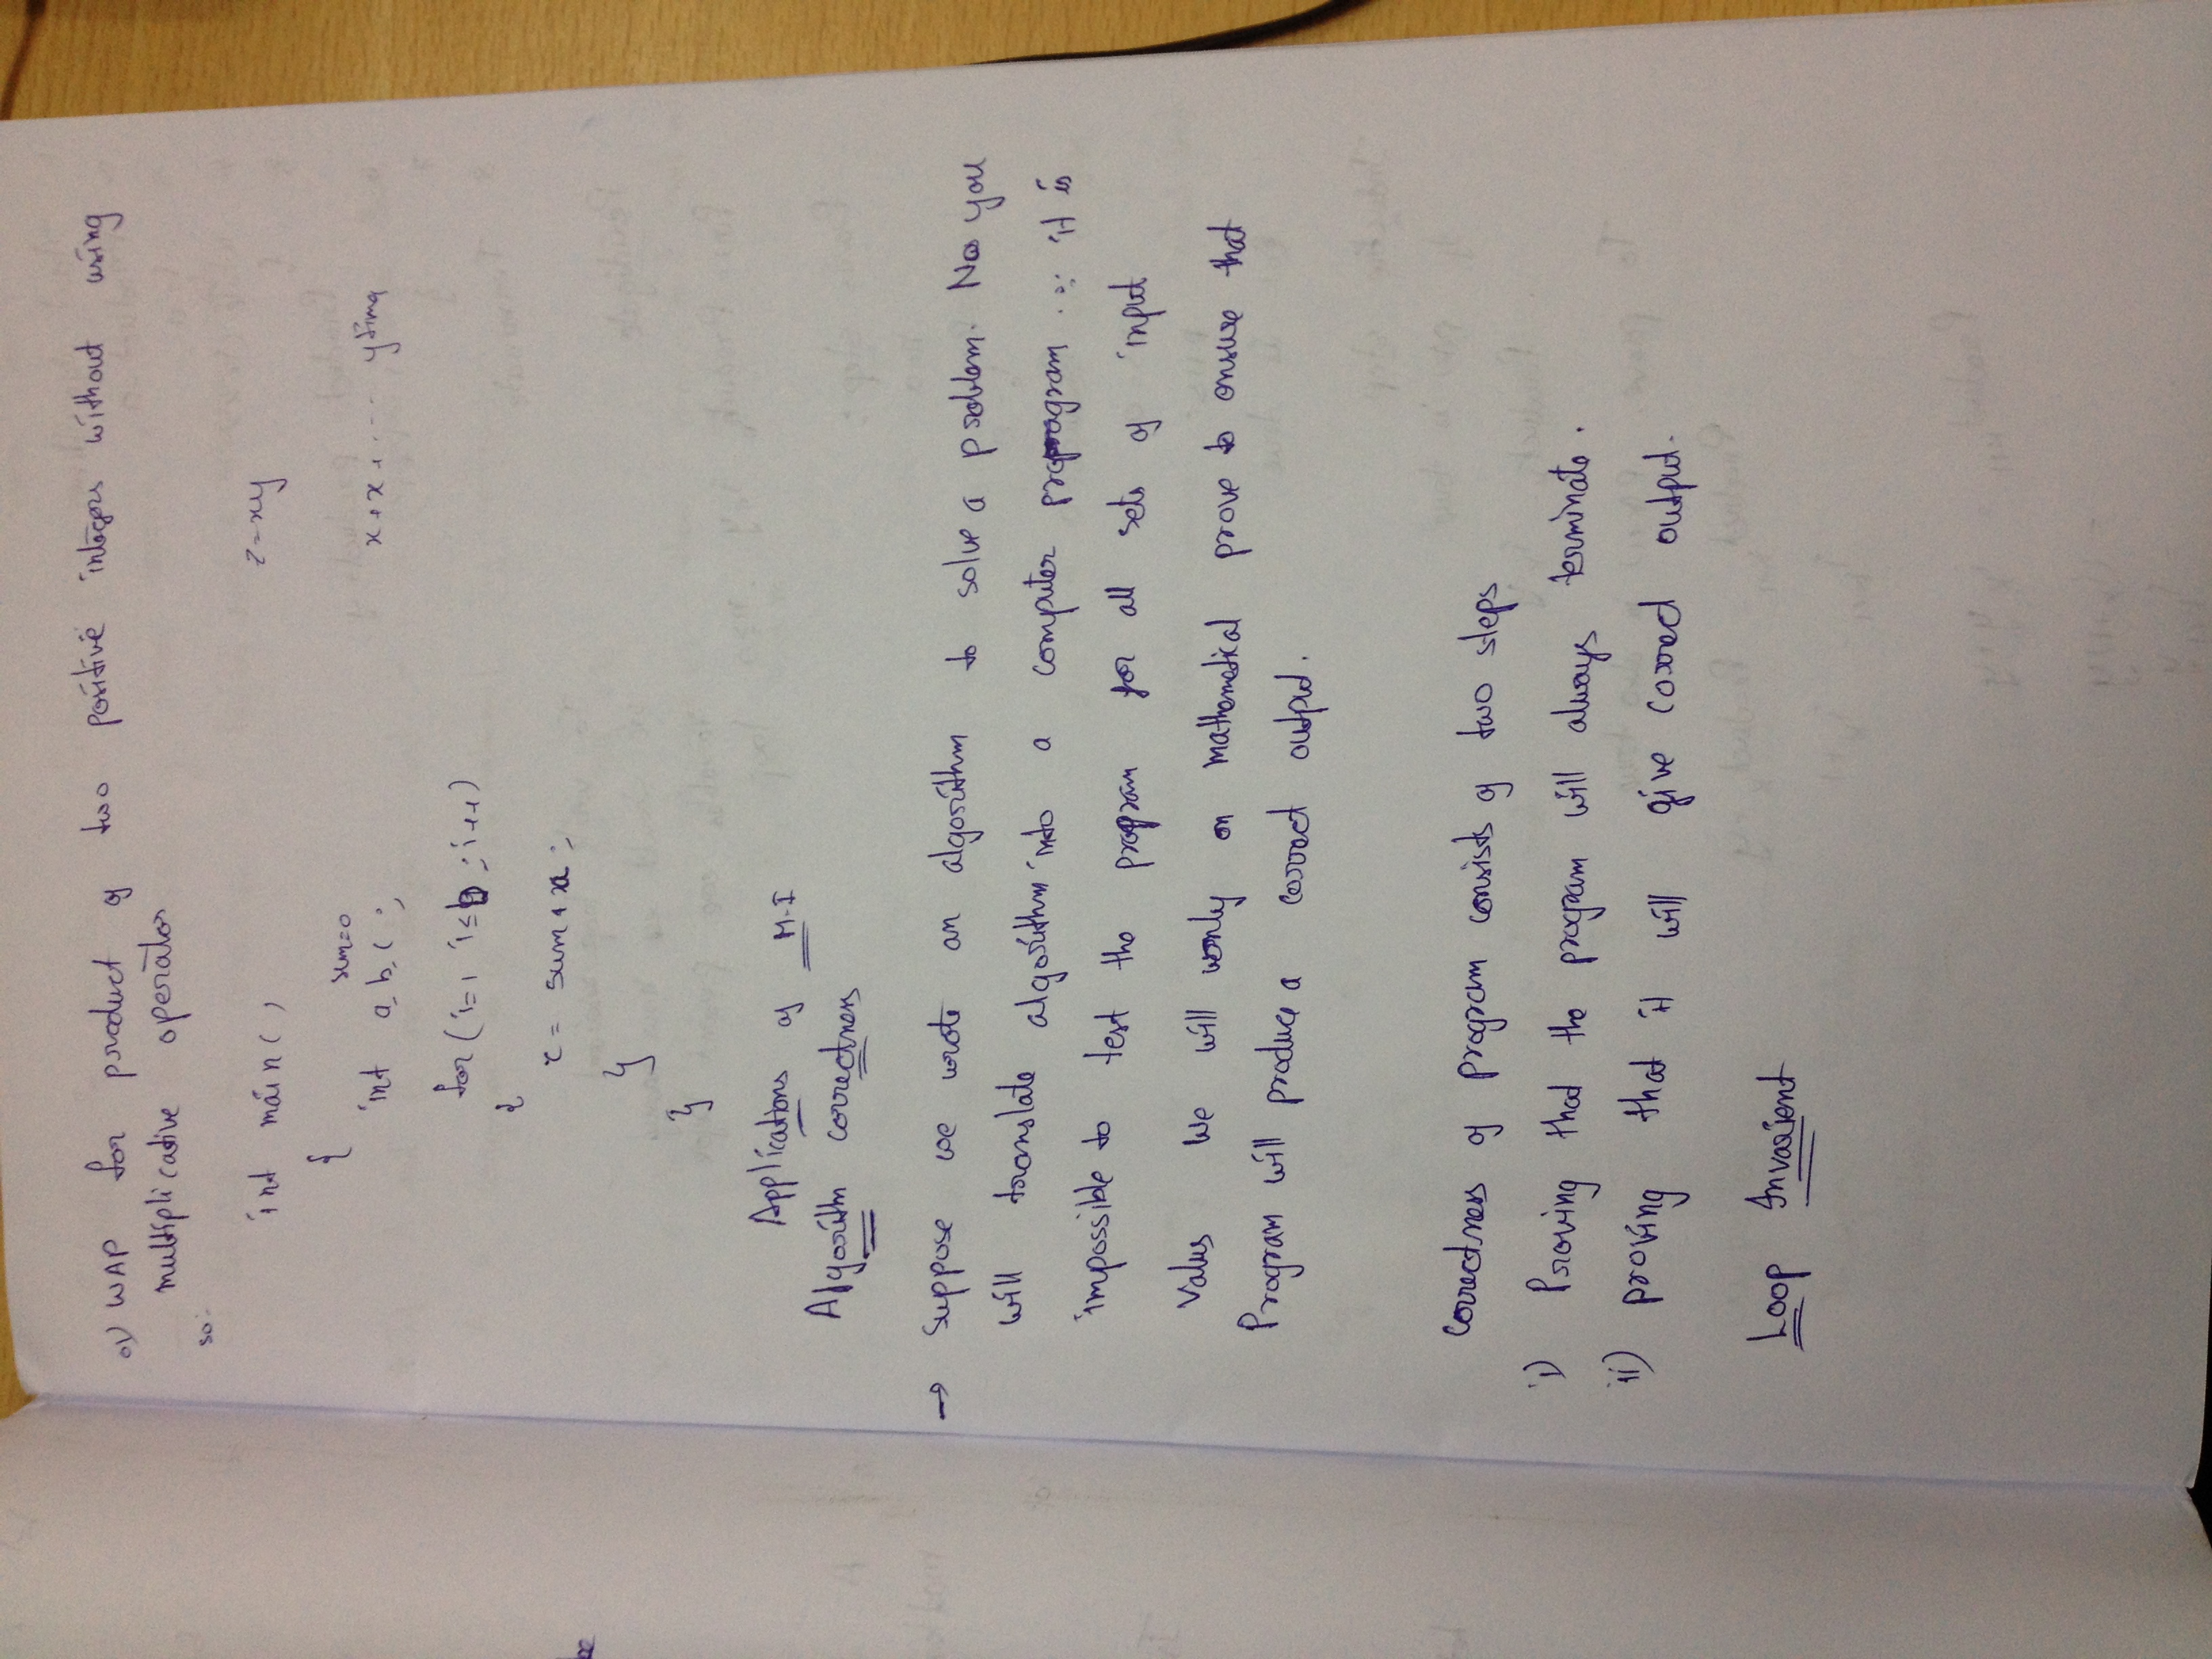 Q1) WAP for product of two positive integers without using
multiplicative operator
so:
int main() z=xy
{
sum=0
int a, b, c; x+x+... y times
for(i=1 i≤b; i++)
{
c= sum+x;
}
}
Applications of M-I
Algorithm correctness
→ Suppose we wrote an algorithm to solve a problem. Now you
will translate algorithm into a computer program. ∵ it is
impossible to test the program for all sets of input
Values we will only on mathematical prove to ensure that
Program will produce a correct output.
Correctness of program consists of two steps
i) Proving that the program will always terminate.
ii) proving that it will give correct output.
Loop Invarient